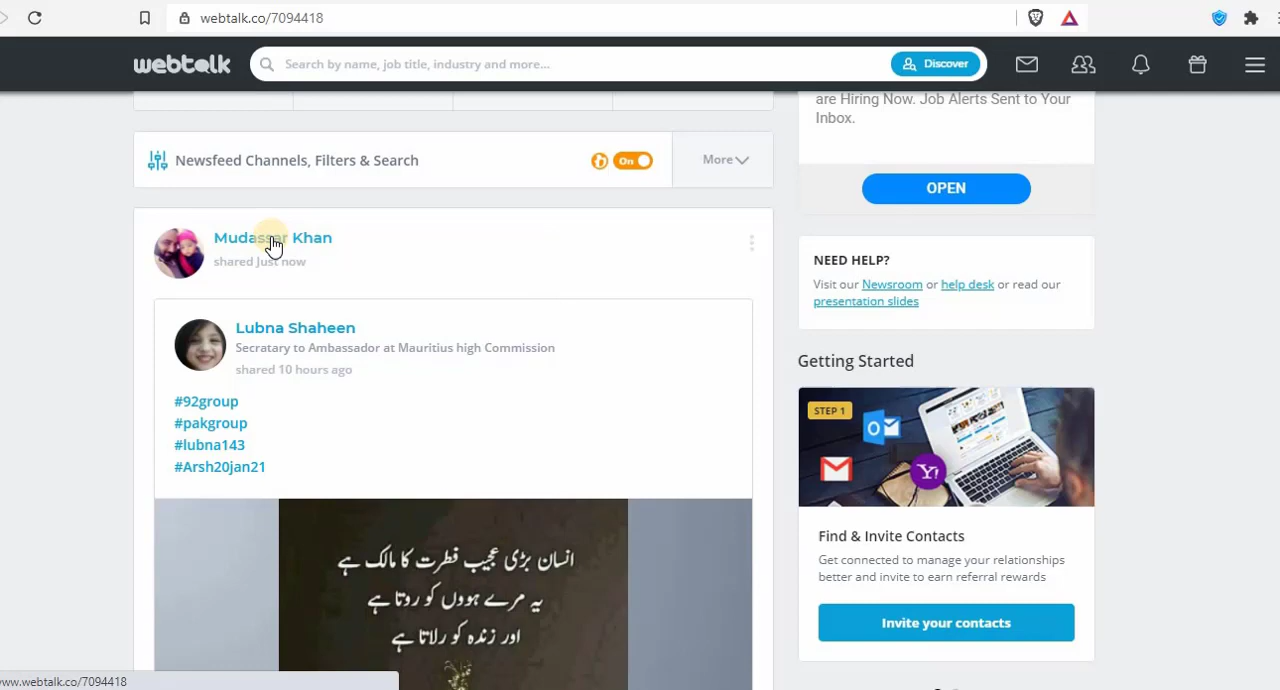 webtalk.co/7094418
webtalk
Search by name, job title, industry and more...
Discover
are Hiring Now. Job Alerts Sent to Your
Inbox.
OPEN
Newsfeed Channels, Filters & Search
On
More
Mudassar Khan
shared Just now
Lubna Shaheen
Secratary to Ambassador at Mauritius high Commission
shared 10 hours ago
#92group
#pakgroup
#lubna143
#Arsh20jan21
انسان بڑی عجیب فطرت کا مالک ہے
یہ مرے ہووں کو روتا ہے
اور زندہ کو رلاتا ہے
NEED HELP?
Visit our Newsroom or help desk or read our
presentation slides
Getting Started
STEP 1
Y!
Find & Invite Contacts
Get connected to manage your relationships
better and invite to earn referral rewards
Invite your contacts
www.webtalk.co/7094418